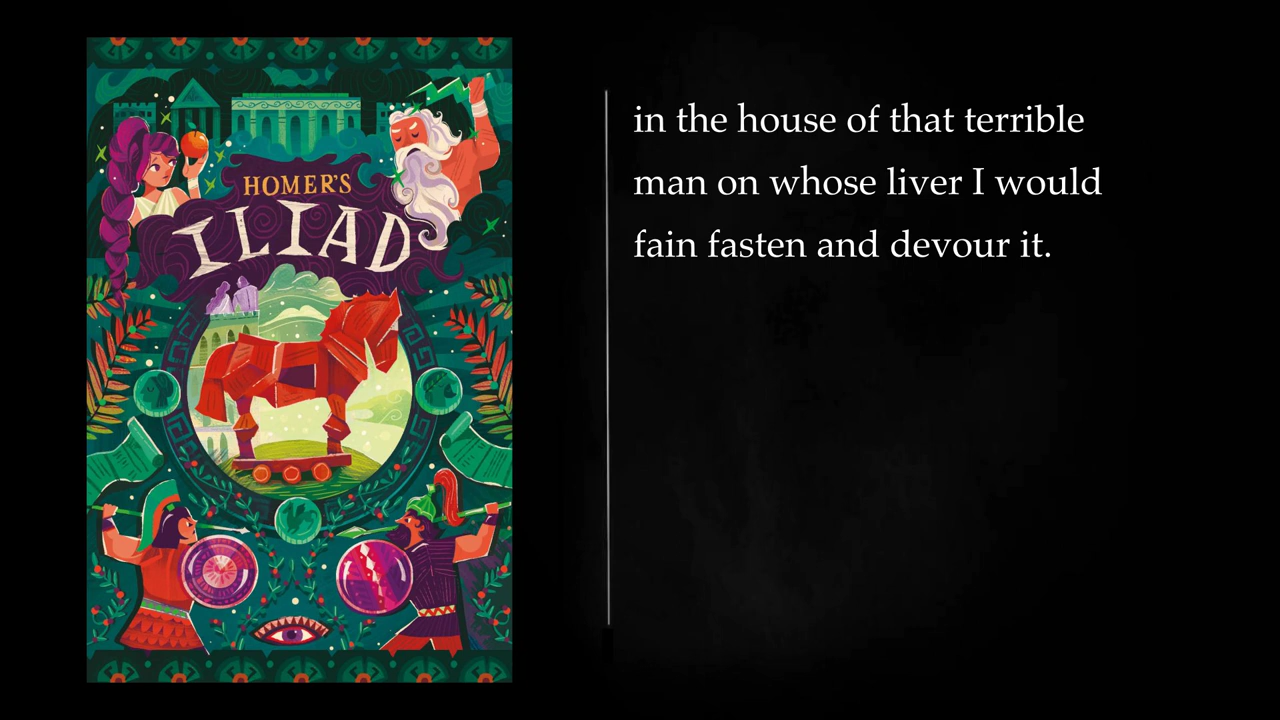 HOMER'S
ILIAD
in the house of that terrible
man on whose liver I would
fain fasten and devour it.